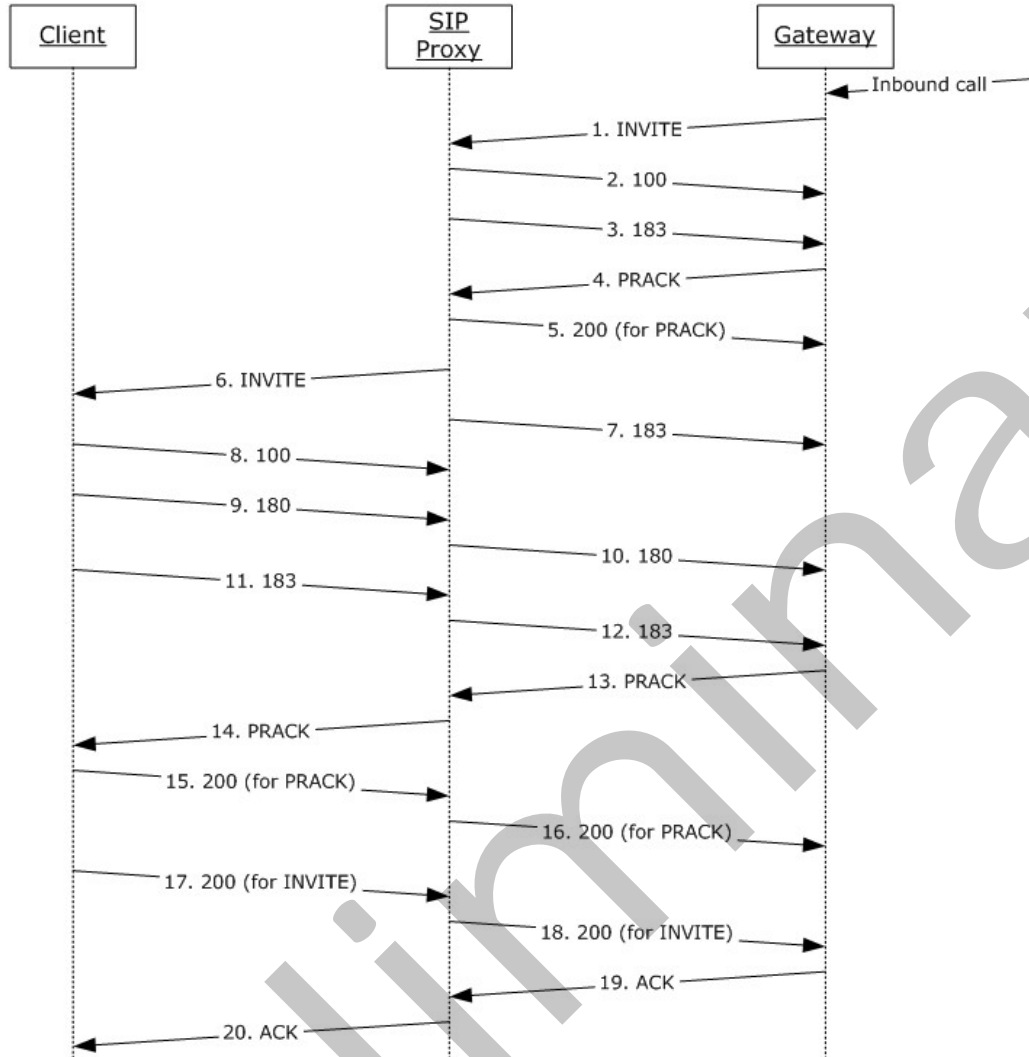 Client
SIP
Proxy
Gateway
Inbound call
1. INVITE
2. 100
3. 183
4. PRACK
5. 200 (for PRACK)
6. INVITE
7. 183
8. 100
9. 180
10. 180
11. 183
12. 183
13. PRACK
14. PRACK
15. 200 (for PRACK)
16. 200 (for PRACK)
17. 200 (for INVITE)
18. 200 (for INVITE)
19. ACK
20. ACK